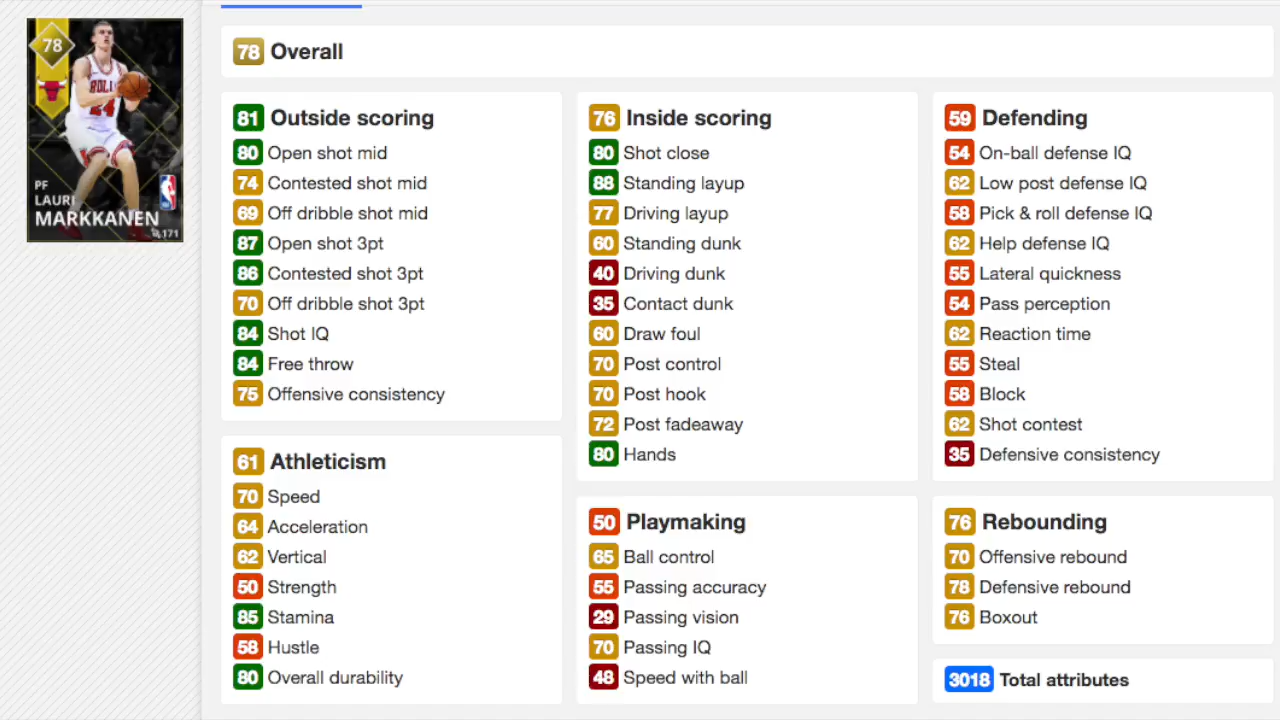 78
BULLS
24
PF
LAURI
MARKKANEN
171
78 Overall
81 Outside scoring
80 Open shot mid
74 Contested shot mid
69 Off dribble shot mid
87 Open shot 3pt
86 Contested shot 3pt
70 Off dribble shot 3pt
84 Shot IQ
84 Free throw
75 Offensive consistency
61 Athleticism
70 Speed
64 Acceleration
62 Vertical
50 Strength
85 Stamina
58 Hustle
80 Overall durability
76 Inside scoring
80 Shot close
88 Standing layup
77 Driving layup
60 Standing dunk
40 Driving dunk
35 Contact dunk
60 Draw foul
70 Post control
70 Post hook
72 Post fadeaway
80 Hands
50 Playmaking
65 Ball control
55 Passing accuracy
29 Passing vision
70 Passing IQ
48 Speed with ball
59 Defending
54 On-ball defense IQ
62 Low post defense IQ
58 Pick & roll defense IQ
62 Help defense IQ
55 Lateral quickness
54 Pass perception
62 Reaction time
55 Steal
58 Block
62 Shot contest
35 Defensive consistency
76 Rebounding
70 Offensive rebound
78 Defensive rebound
76 Boxout
3018 Total attributes